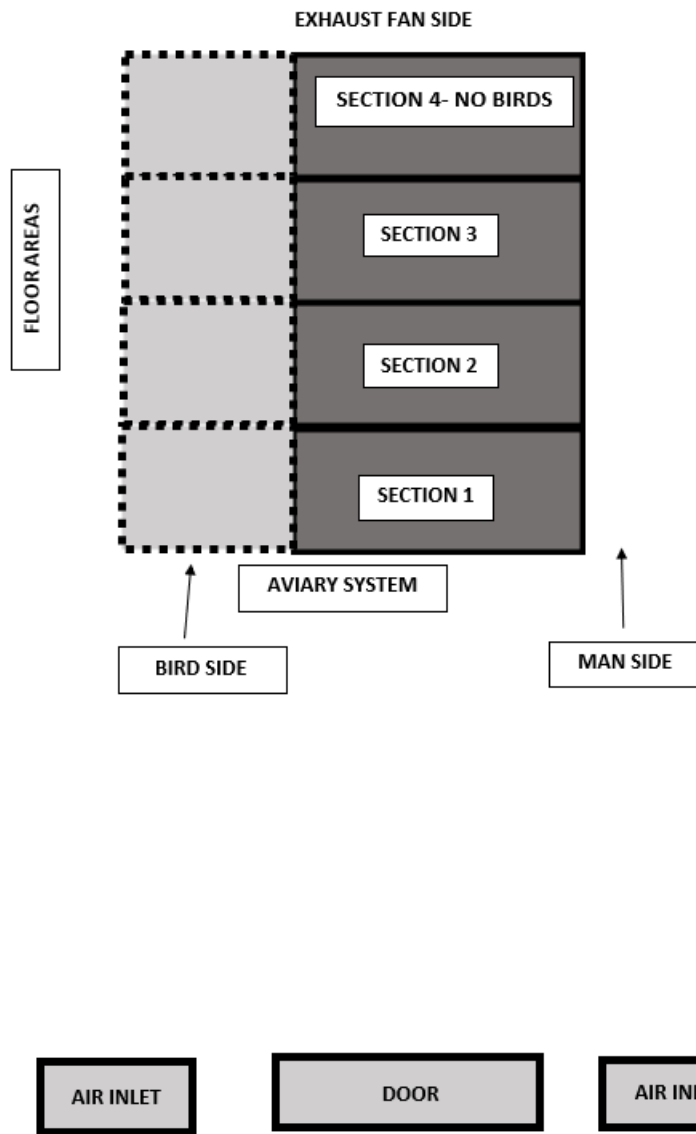 EXHAUST FAN SIDE
SECTION 4- NO BIRDS
FLOOR AREAS
SECTION 3
SECTION 2
SECTION 1
AVIARY SYSTEM
BIRD SIDE
MAN SIDE
AIR INLET
DOOR
AIR